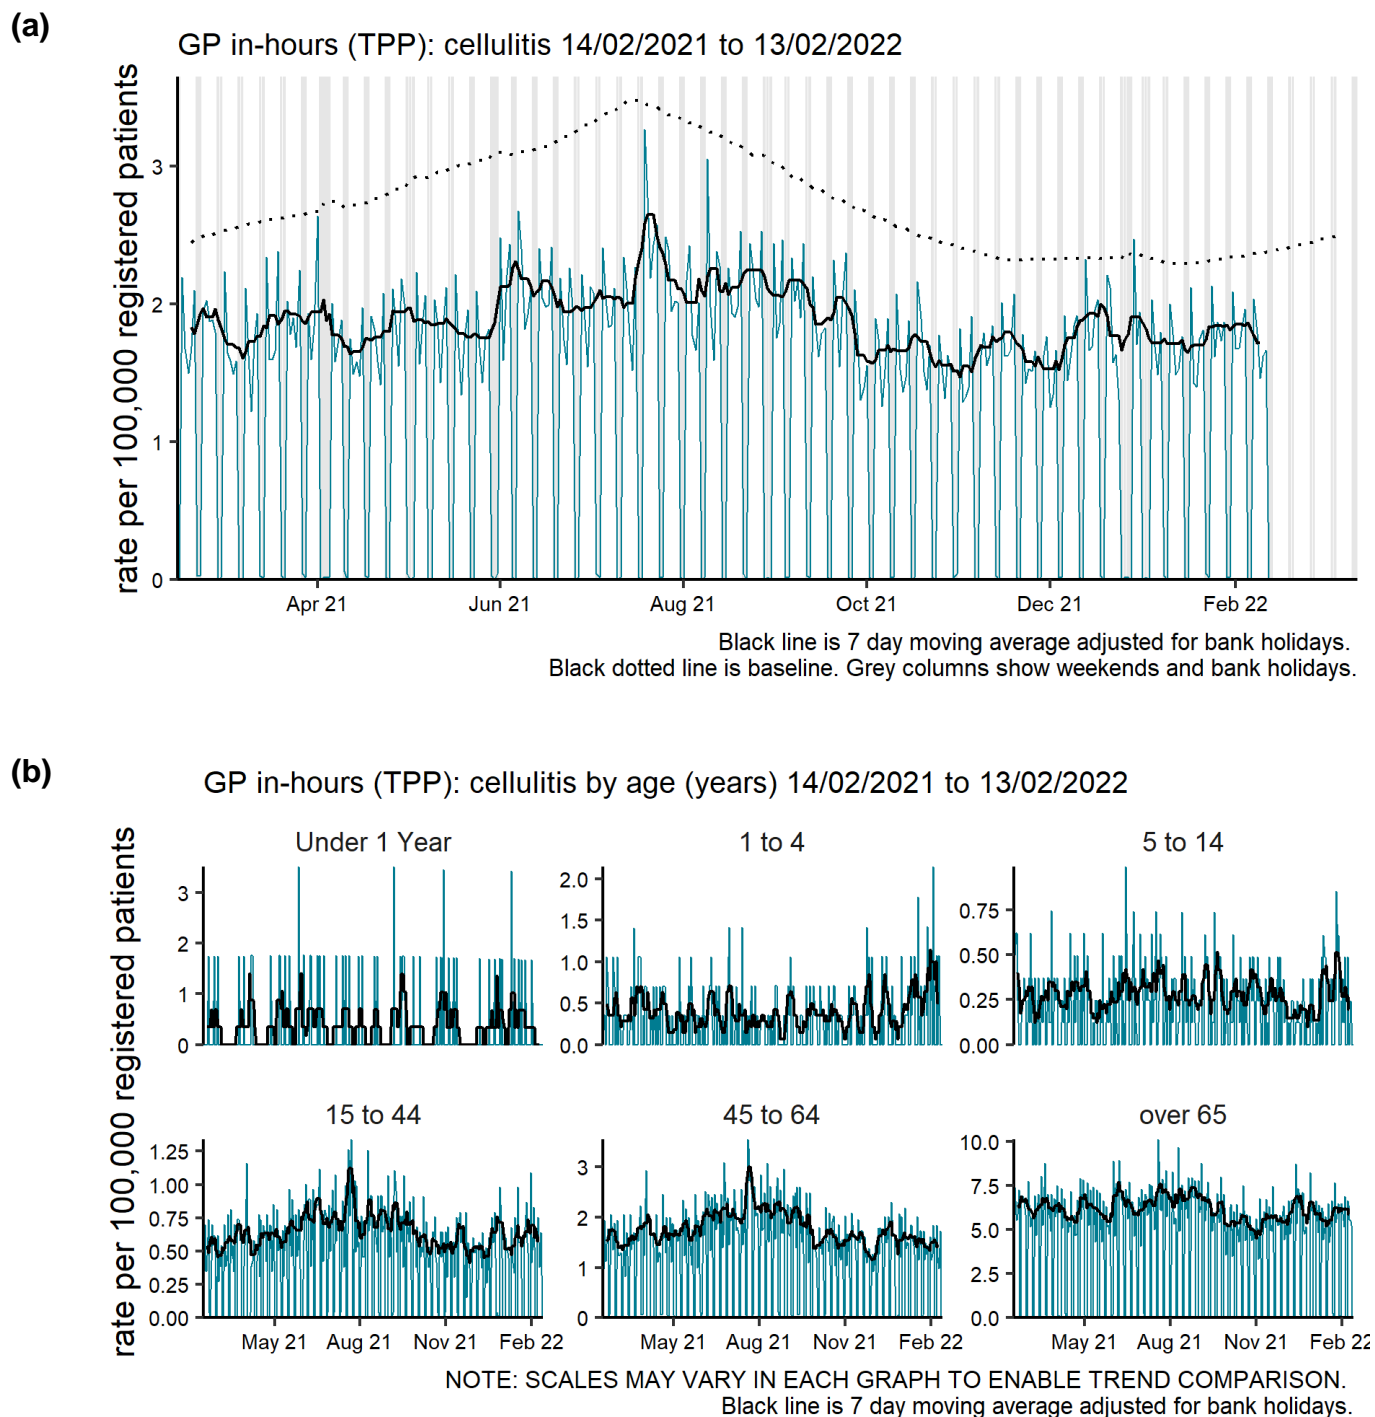 (a)
GP in-hours (TPP): cellulitis 14/02/2021 to 13/02/2022
rate per 100,000 registered patients
3
2
1
0
Apr 21
Jun 21
Aug 21
Oct 21
Dec 21
Feb 22
Black line is 7 day moving average adjusted for bank holidays.
Black dotted line is baseline. Grey columns show weekends and bank holidays.
(b)
GP in-hours (TPP): cellulitis by age (years) 14/02/2021 to 13/02/2022
rate per 100,000 registered patients
Under 1 Year
3
2
1
0
1 to 4
2.0
1.5
1.0
0.5
0.0
5 to 14
0.75
0.50
0.25
0.00
15 to 44
1.25
1.00
0.75
0.50
0.25
0.00
May 21
Aug 21
Nov 21
Feb 22
45 to 64
3
2
1
0
May 21
Aug 21
Nov 21
Feb 22
over 65
10.0
7.5
5.0
2.5
0.0
May 21
Aug 21
Nov 21
Feb 22
NOTE: SCALES MAY VARY IN EACH GRAPH TO ENABLE TREND COMPARISON.
Black line is 7 day moving average adjusted for bank holidays.